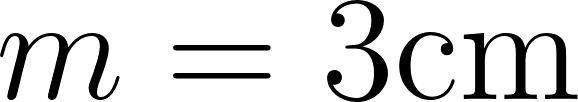 m = 3cm